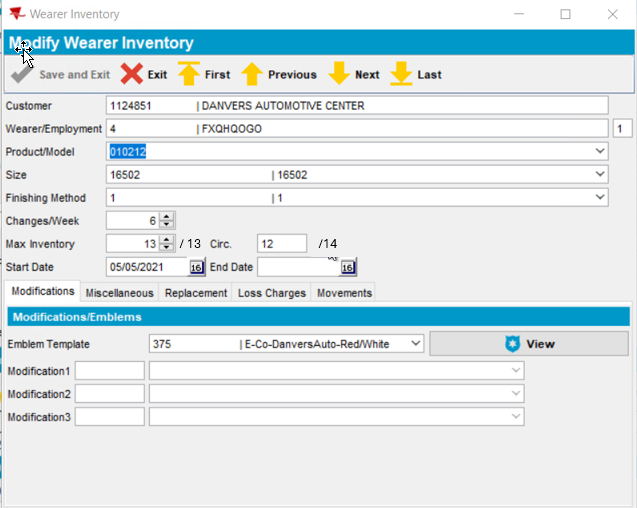 Wearer Inventory
Modify Wearer Inventory
Save and Exit Exit First Previous Next Last
Customer 1124851 | DANVERS AUTOMOTIVE CENTER
Wearer/Employment 4 | FXQHQOGO 1
Product/Model 010212
Size 16502 | 16502
Finishing Method 1 | 1
Changes/Week 6
Max Inventory 13 / 13 Circ. 12 /14
Start Date 05/05/2021 16 End Date 16
Modifications Miscellaneous Replacement Loss Charges Movements
Modifications/Emblems
Emblem Template 375 | E-Co-DanversAuto-Red/White View
Modification1
Modification2
Modification3